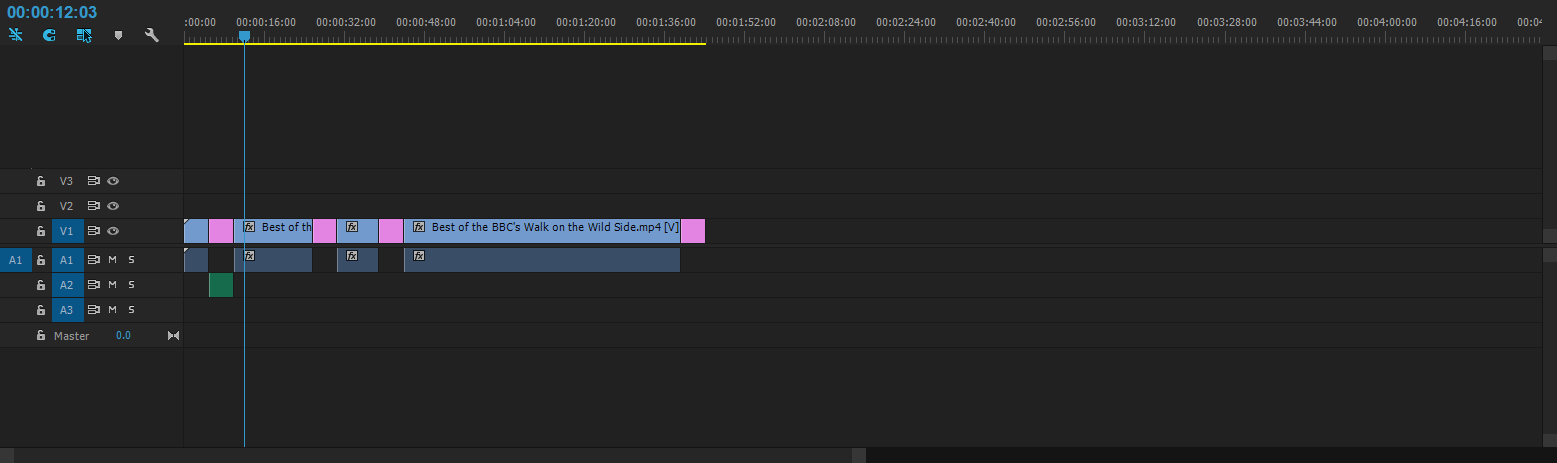 00:00:12:03
:00:00 00:00:16:00 00:00:32:00 00:00:48:00 00:01:04:00 00:01:20:00 00:01:36:00 00:01:52:00 00:02:08:00 00:02:24:00 00:02:40:00 00:02:56:00 00:03:12:00 00:03:28:00 00:03:44:00 00:04:00:00 00:04:16:00 00:04
V3
V2
V1 fx Best of th fx fx Best of the BBC's Walk on the Wild Side.mp4 [V]
A1 A1 M S fx fx fx
A2 M S
A3 M S
Master 0.0